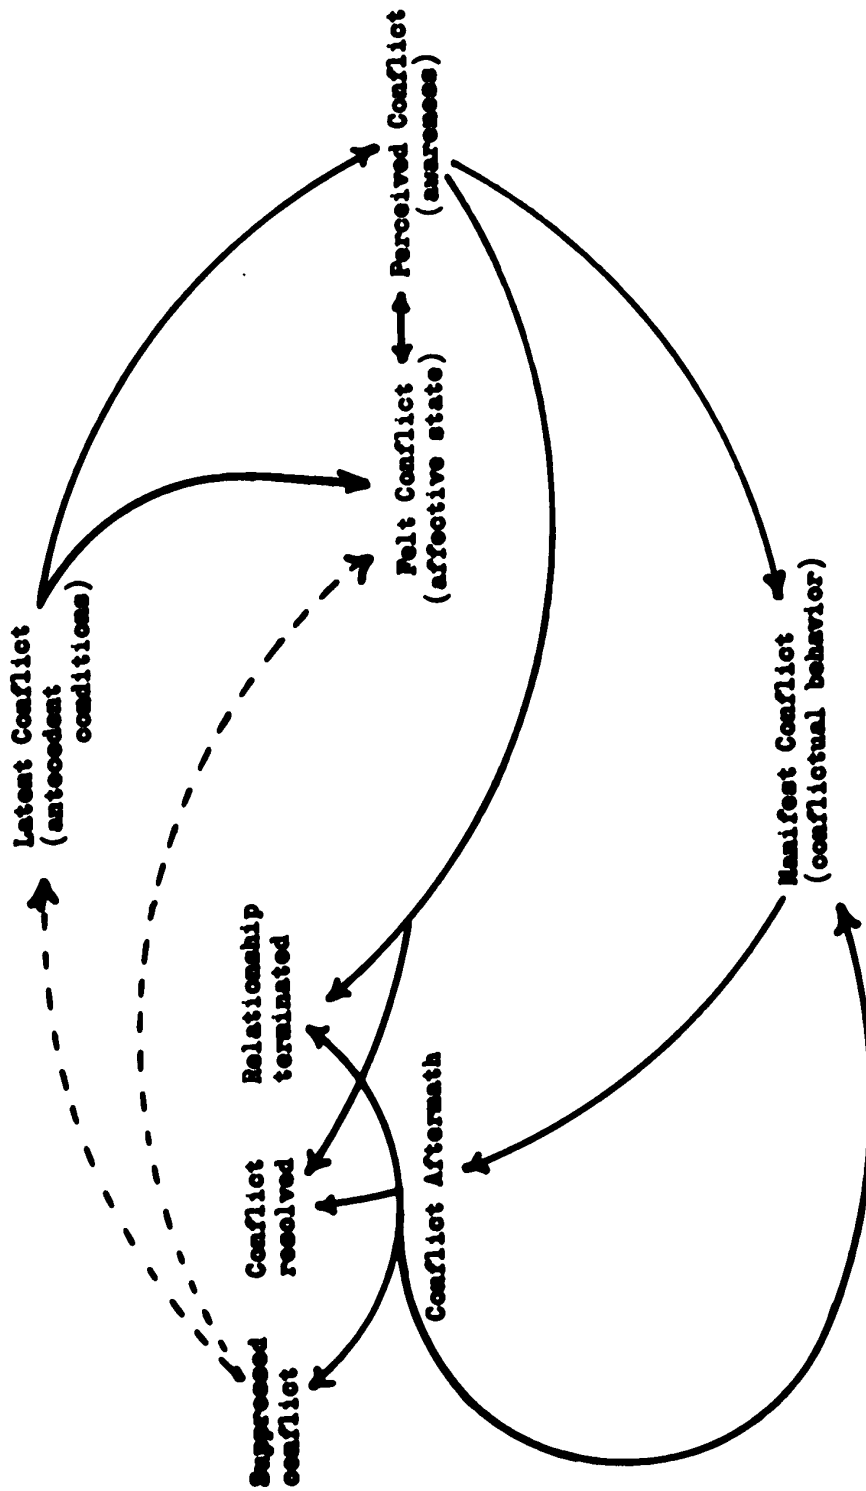 Latent Conflict
(antecedent
conditions)
Suppressed
conflict
Conflict
resolved
Relationship
terminated
Felt Conflict
(affective state)
Perceived Conflict
(awareness)
Conflict Aftermath
Manifest Conflict
(conflictual behavior)